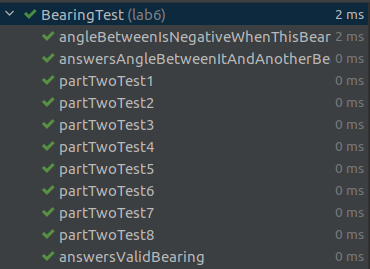 BearingTest (lab6) 2 ms
angleBetweenIsNegativeWhenThisBear 2 ms
answersAngleBetweenItAndAnotherBe 0 ms
partTwoTest1 0 ms
partTwoTest2 0 ms
partTwoTest3 0 ms
partTwoTest4 0 ms
partTwoTest5 0 ms
partTwoTest6 0 ms
partTwoTest7 0 ms
partTwoTest8 0 ms
answersValidBearing 0 ms